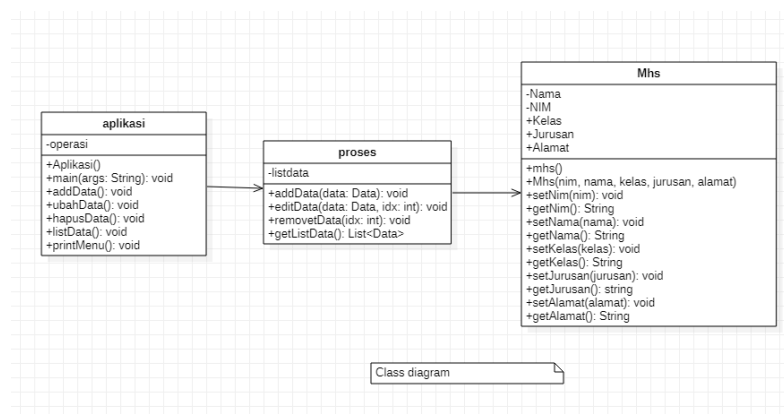 aplikasi
-operasi
+Aplikasi()
+main(args: String): void
+addData(): void
+ubahData(): void
+hapusData(): void
+listData(): void
+printMenu(): void
proses
-listdata
+addData(data: Data): void
+editData(data: Data, idx: int): void
+removetData(idx: int): void
+getListData(): List<Data>
Mhs
-Nama
-NIM
+Kelas
+Jurusan
+Alamat
+mhs()
+Mhs(nim, nama, kelas, jurusan, alamat)
+setNim(nim): void
+getNim(): String
+setNama(nama): void
+getNama(): String
+setKelas(kelas): void
+getKelas(): String
+setJurusan(jurusan): void
+getJurusan(): string
+setAlamat(alamat): void
+getAlamat(): String
Class diagram